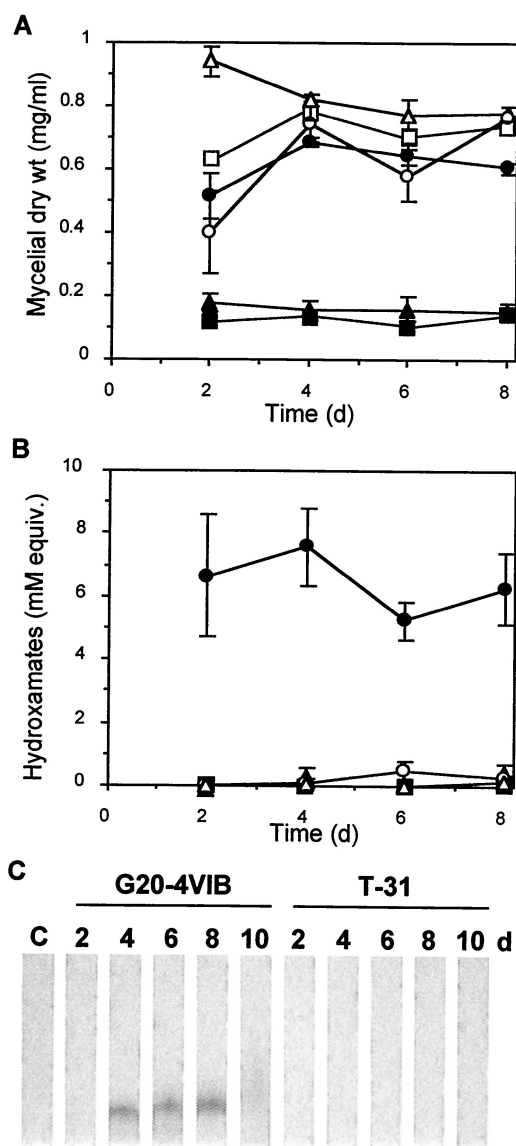 A
Mycelial dry wt (mg/ml)
1
0.8
0.6
0.4
0.2
0
0 2 4 6 8
Time (d)
B
Hydroxamates (mM equiv.)
10
8
6
4
2
0
0 2 4 6 8
Time (d)
C
G20-4VIB T-31
C 2 4 6 8 10 2 4 6 8 10 d